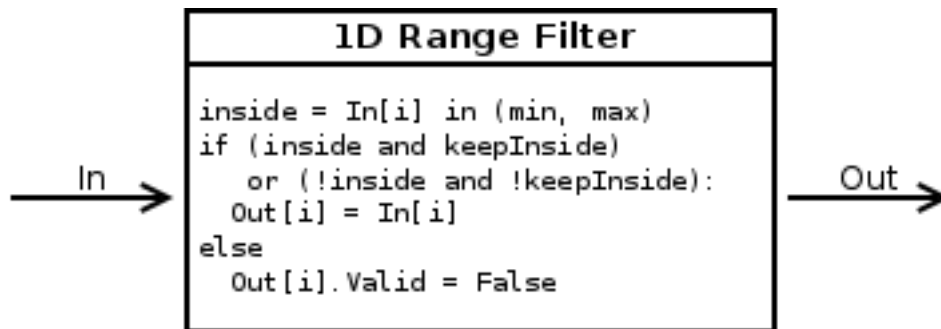 1D Range Filter
inside = In[i] in (min, max)
if (inside and keepInside)
In
or (!inside and !keepInside):
Out
Out[i] = In[i]
else
Out[i].Valid = False